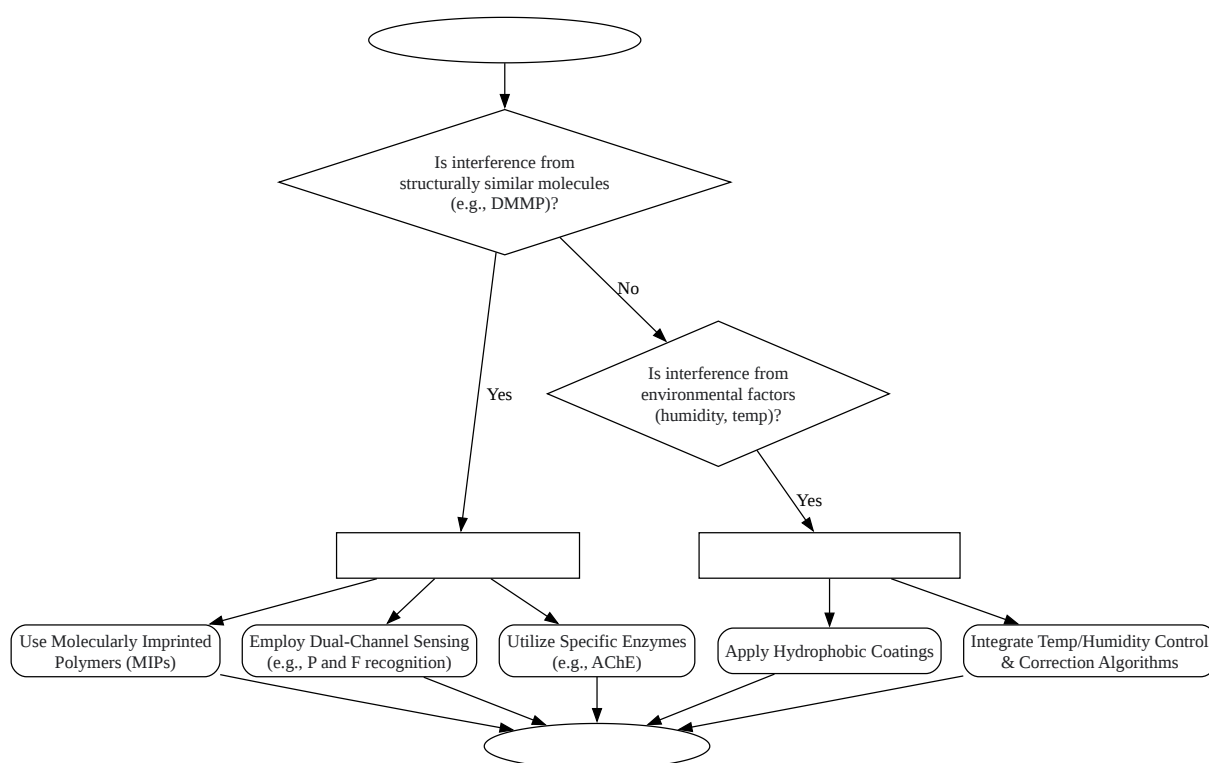 Is interference from
structurally similar molecules
(e.g., DMMP)?
No
Is interference from
environmental factors
(humidity, temp)?
Yes
Yes
Use Molecularly Imprinted
Polymers (MIPs)
Employ Dual-Channel Sensing
(e.g., P and F recognition)
Utilize Specific Enzymes
(e.g., AChE)
Apply Hydrophobic Coatings
Integrate Temp/Humidity Control
& Correction Algorithms